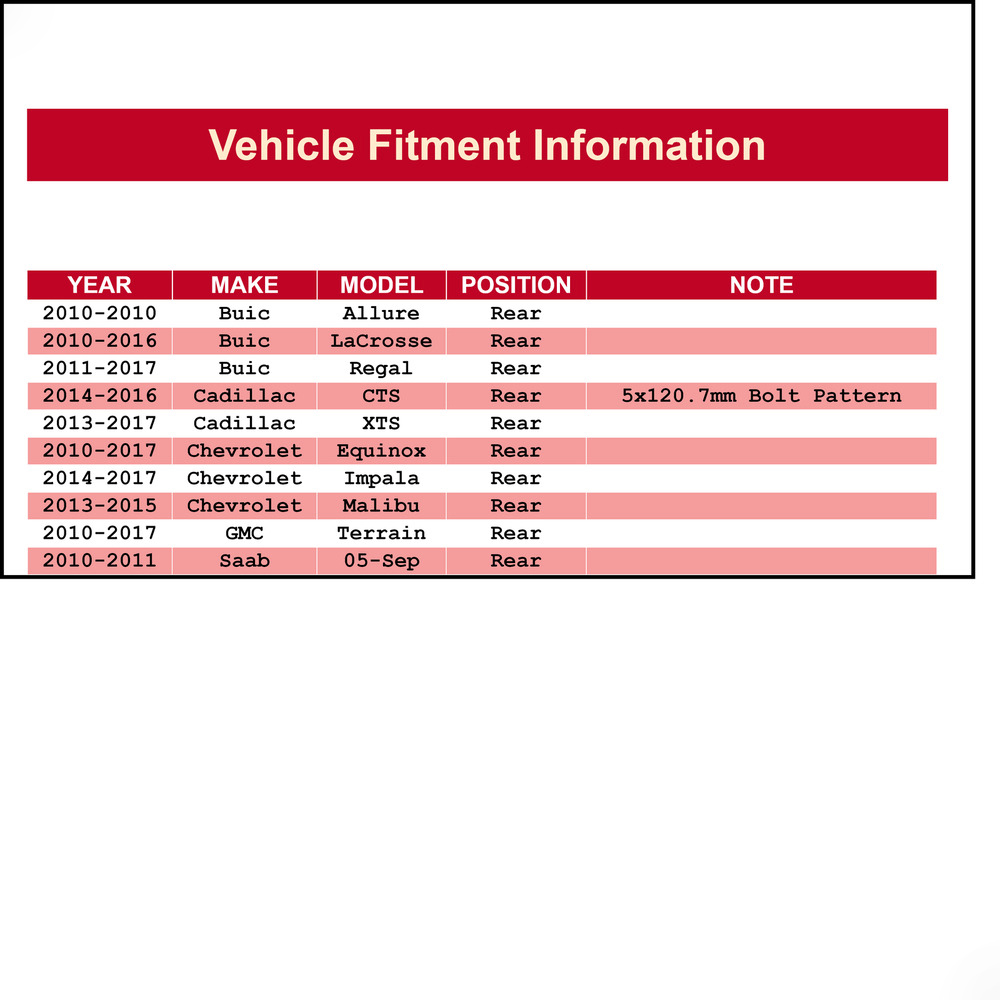 Vehicle Fitment Information
YEAR MAKE MODEL POSITION NOTE
2010-2010 Buic Allure Rear
2010-2016 Buic LaCrosse Rear
2011-2017 Buic Regal Rear
2014-2016 Cadillac CTS Rear 5x120.7mm Bolt Pattern
2013-2017 Cadillac XTS Rear
2010-2017 Chevrolet Equinox Rear
2014-2017 Chevrolet Impala Rear
2013-2015 Chevrolet Malibu Rear
2010-2017 GMC Terrain Rear
2010-2011 Saab 05-Sep Rear